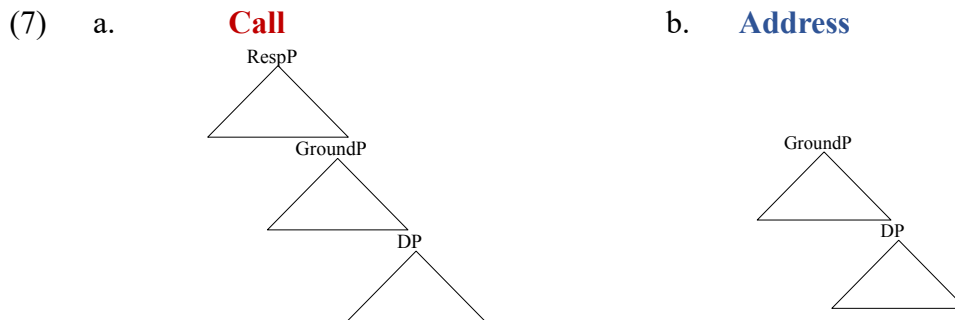 (7) a. Call b. Address
RespP
GroundP GroundP
DP DP